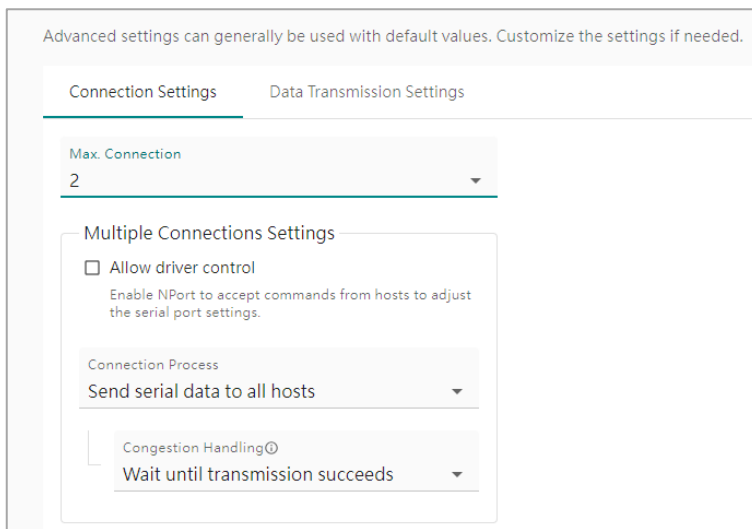 Advanced settings can generally be used with default values. Customize the settings if needed.
Connection Settings
Data Transmission Settings
Max. Connection
2
Multiple Connections Settings
Allow driver control
Enable NPort to accept commands from hosts to adjust
the serial port settings.
Connection Process
Send serial data to all hosts
Congestion Handling
Wait until transmission succeeds